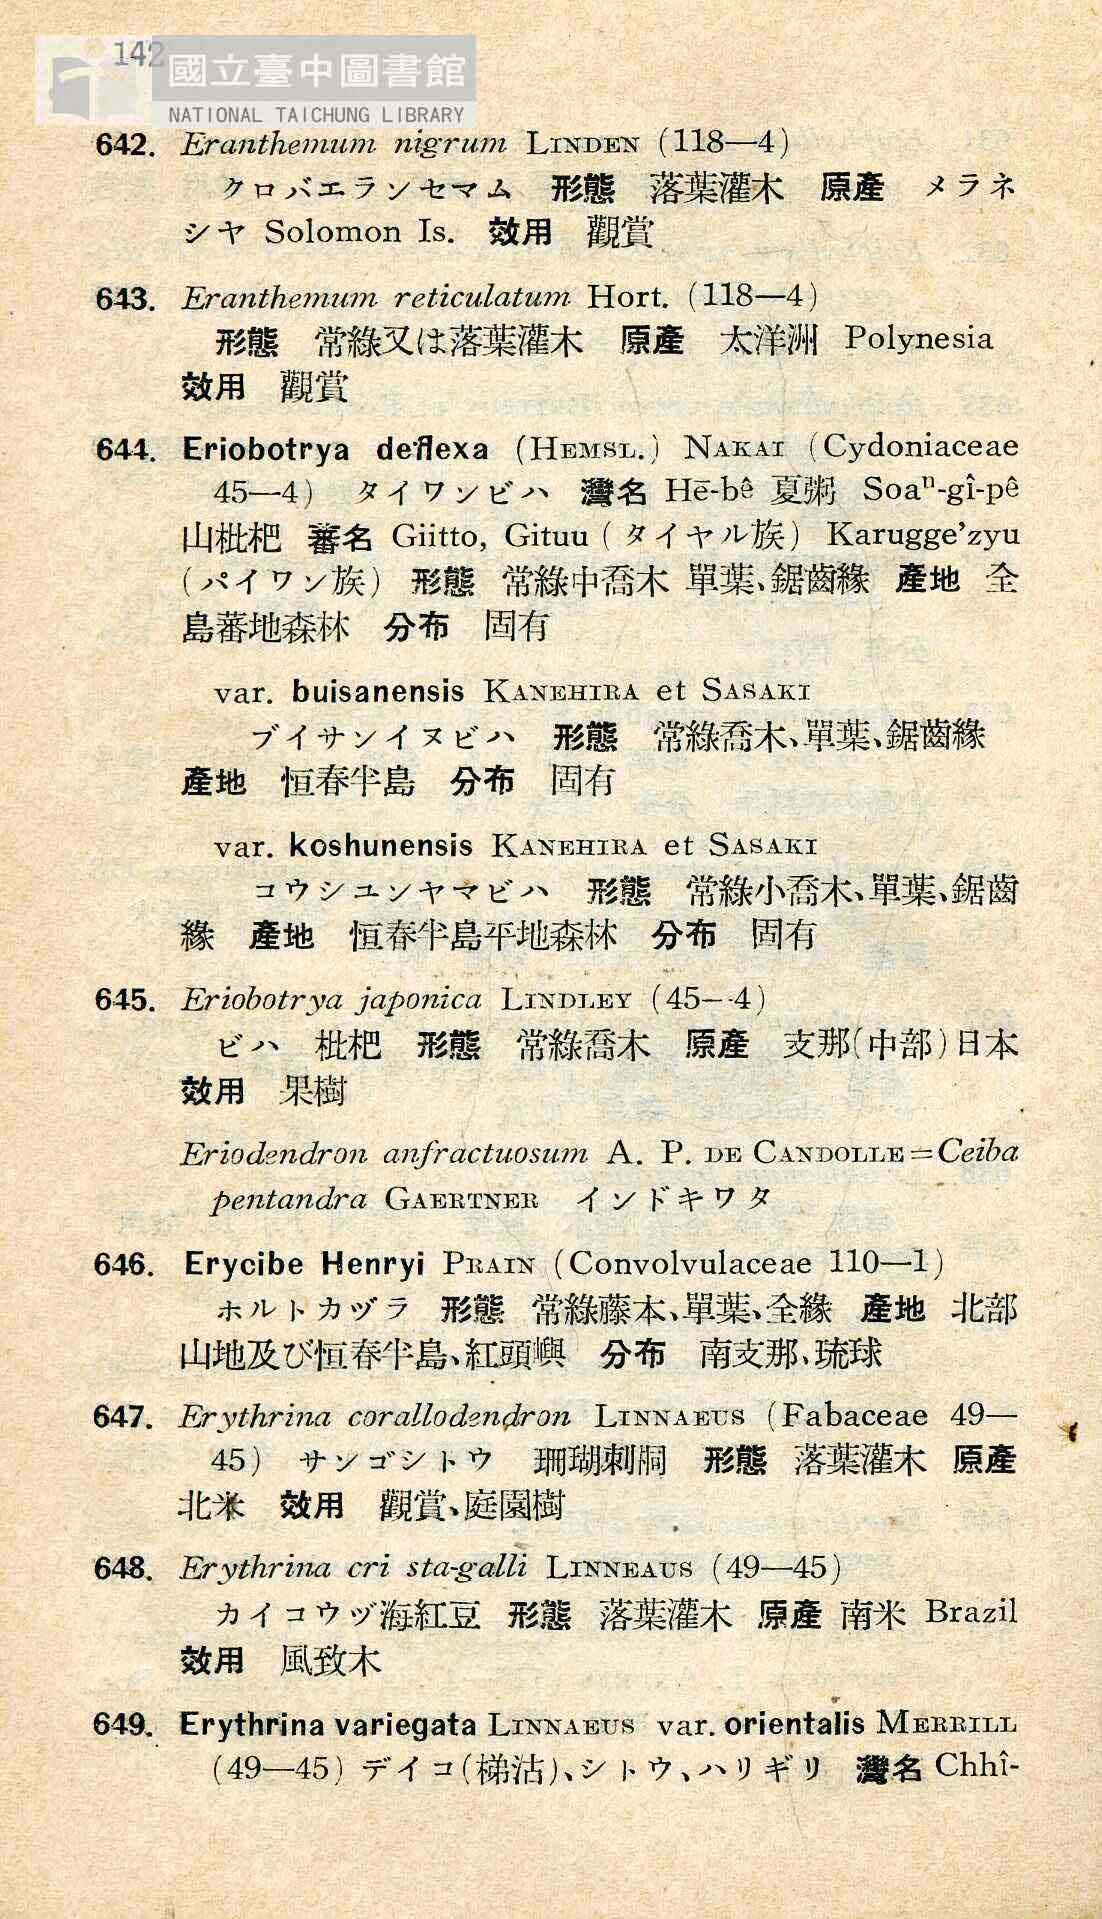 142
國立臺中圖書館
NATIONAL TAICHUNG LIBRARY
642. Eranthemum nigrum LINDEN (118—4)
クロバエランセマム 形態 落葉灌木 原產 メラネ
シヤ Solomon Is. 效用 觀賞
643. Eranthemum reticulatum Hort. (118—4)
形態 常綠又は落葉灌木 原產 太洋洲 Polynesia
效用 觀賞
644. Eriobotrya deflexa (HEMSL.) NAKAI (Cydoniaceae
45—4) タイワンビハ 灣名 Hē-bê 夏粥 Soaⁿ-gî-pê
山枇杷 蕃名 Giitto, Gituu (タイヤル族) Karugge'zyu
(パイワン族) 形態 常綠中喬木 單葉、鋸齒緣 產地 全
島蕃地森林 分布 固有
var. buisanensis KANEHIRA et SASAKI
ブイサンイヌビハ 形態 常綠喬木、單葉、鋸齒緣
產地 恒春半島 分布 固有
var. koshunensis KANEHIRA et SASAKI
コウシユンヤマビハ 形態 常綠小喬木、單葉、鋸齒
緣 產地 恒春半島平地森林 分布 固有
645. Eriobotrya japonica LINDLEY (45—4)
ビハ 枇杷 形態 常綠喬木 原產 支那(中部)日本
效用 果樹
Eriodendron anfractuosum A. P. DE CANDOLLE=Ceiba
pentandra GAERTNER インドキワタ
646. Erycibe Henryi PRAIN (Convolvulaceae 110—1)
ホルトカヅラ 形態 常綠藤本、單葉、全緣 產地 北部
山地及び恒春半島、紅頭嶼 分布 南支那、琉球
647. Erythrina corallodendron LINNAEUS (Fabaceae 49—
45) サンゴシトウ 珊瑚刺桐 形態 落葉灌木 原產
北米 效用 觀賞、庭園樹
648. Erythrina cri sta-galli LINNEAUS (49—45)
カイコウヅ海紅豆 形態 落葉灌木 原產 南米 Brazil
效用 風致木
649. Erythrina variegata LINNAEUS var. orientalis MERRILL
(49—45) デイコ(梯沽)、シトウ、ハリギリ 灣名 Chhî-